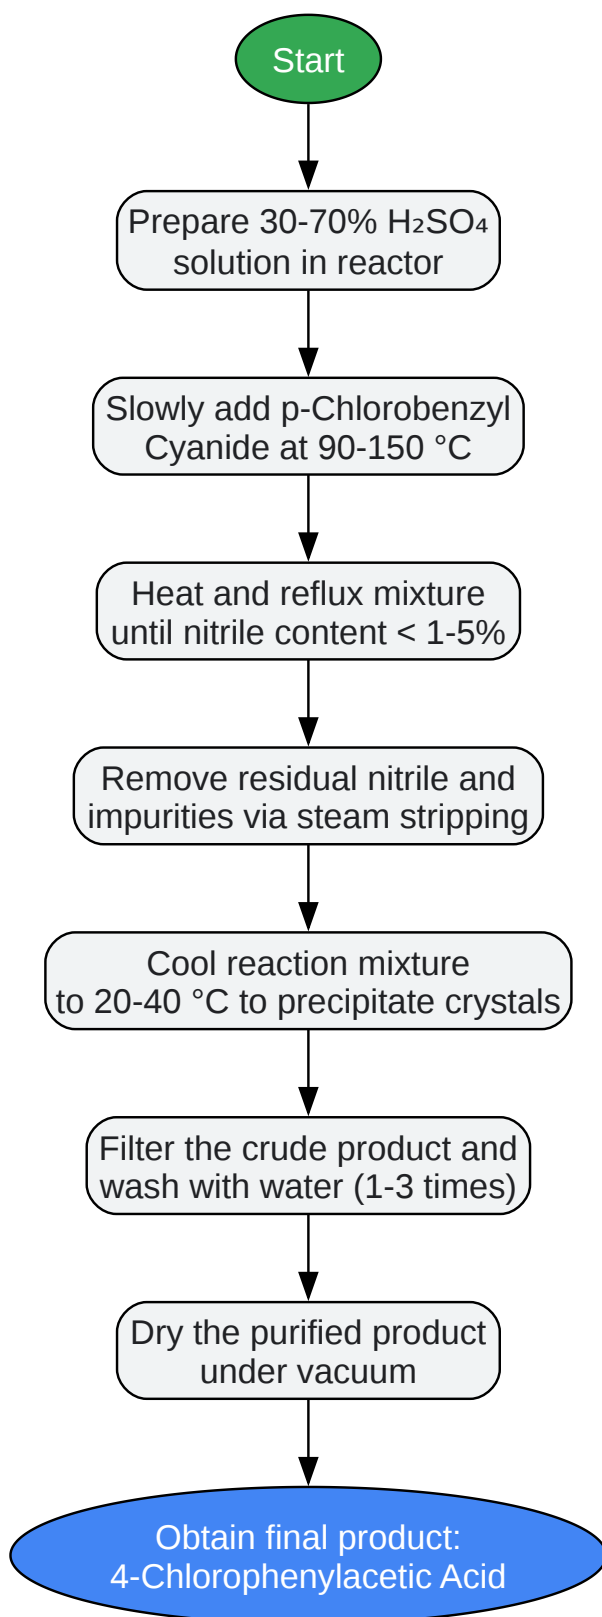 Start
Prepare 30-70% H₂SO₄
solution in reactor
Slowly add p-Chlorobenzyl
Cyanide at 90-150 °C
Heat and reflux mixture
until nitrile content < 1-5%
Remove residual nitrile and
impurities via steam stripping
Cool reaction mixture
to 20-40 °C to precipitate crystals
Filter the crude product and
wash with water (1-3 times)
Dry the purified product
under vacuum
Obtain final product:
4-Chlorophenylacetic Acid